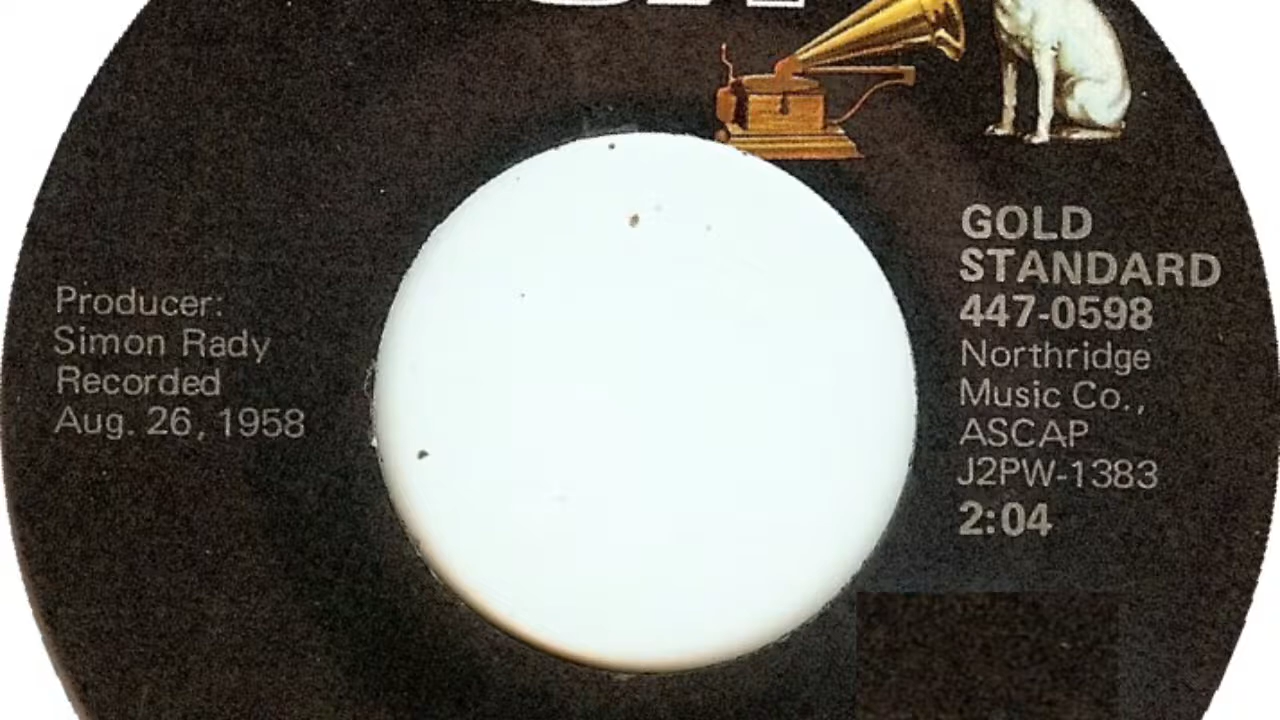 Producer:
Simon Rady
Recorded
Aug. 26, 1958
GOLD
STANDARD
447-0598
Northridge
Music Co.,
ASCAP
J2PW-1383
2:04